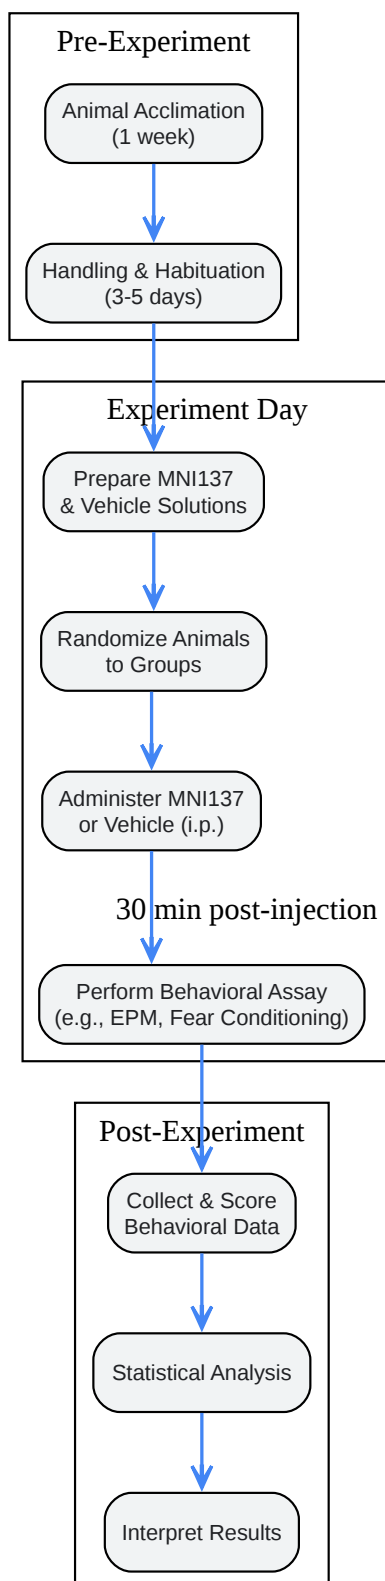 Pre-Experiment
Animal Acclimation
(1 week)
Handling & Habituation
(3-5 days)
Experiment Day
Prepare MNI137
& Vehicle Solutions
Randomize Animals
to Groups
Administer MNI137
or Vehicle (i.p.)
30 min post-injection
Perform Behavioral Assay
(e.g., EPM, Fear Conditioning)
Post-Experiment
Collect & Score
Behavioral Data
Statistical Analysis
Interpret Results